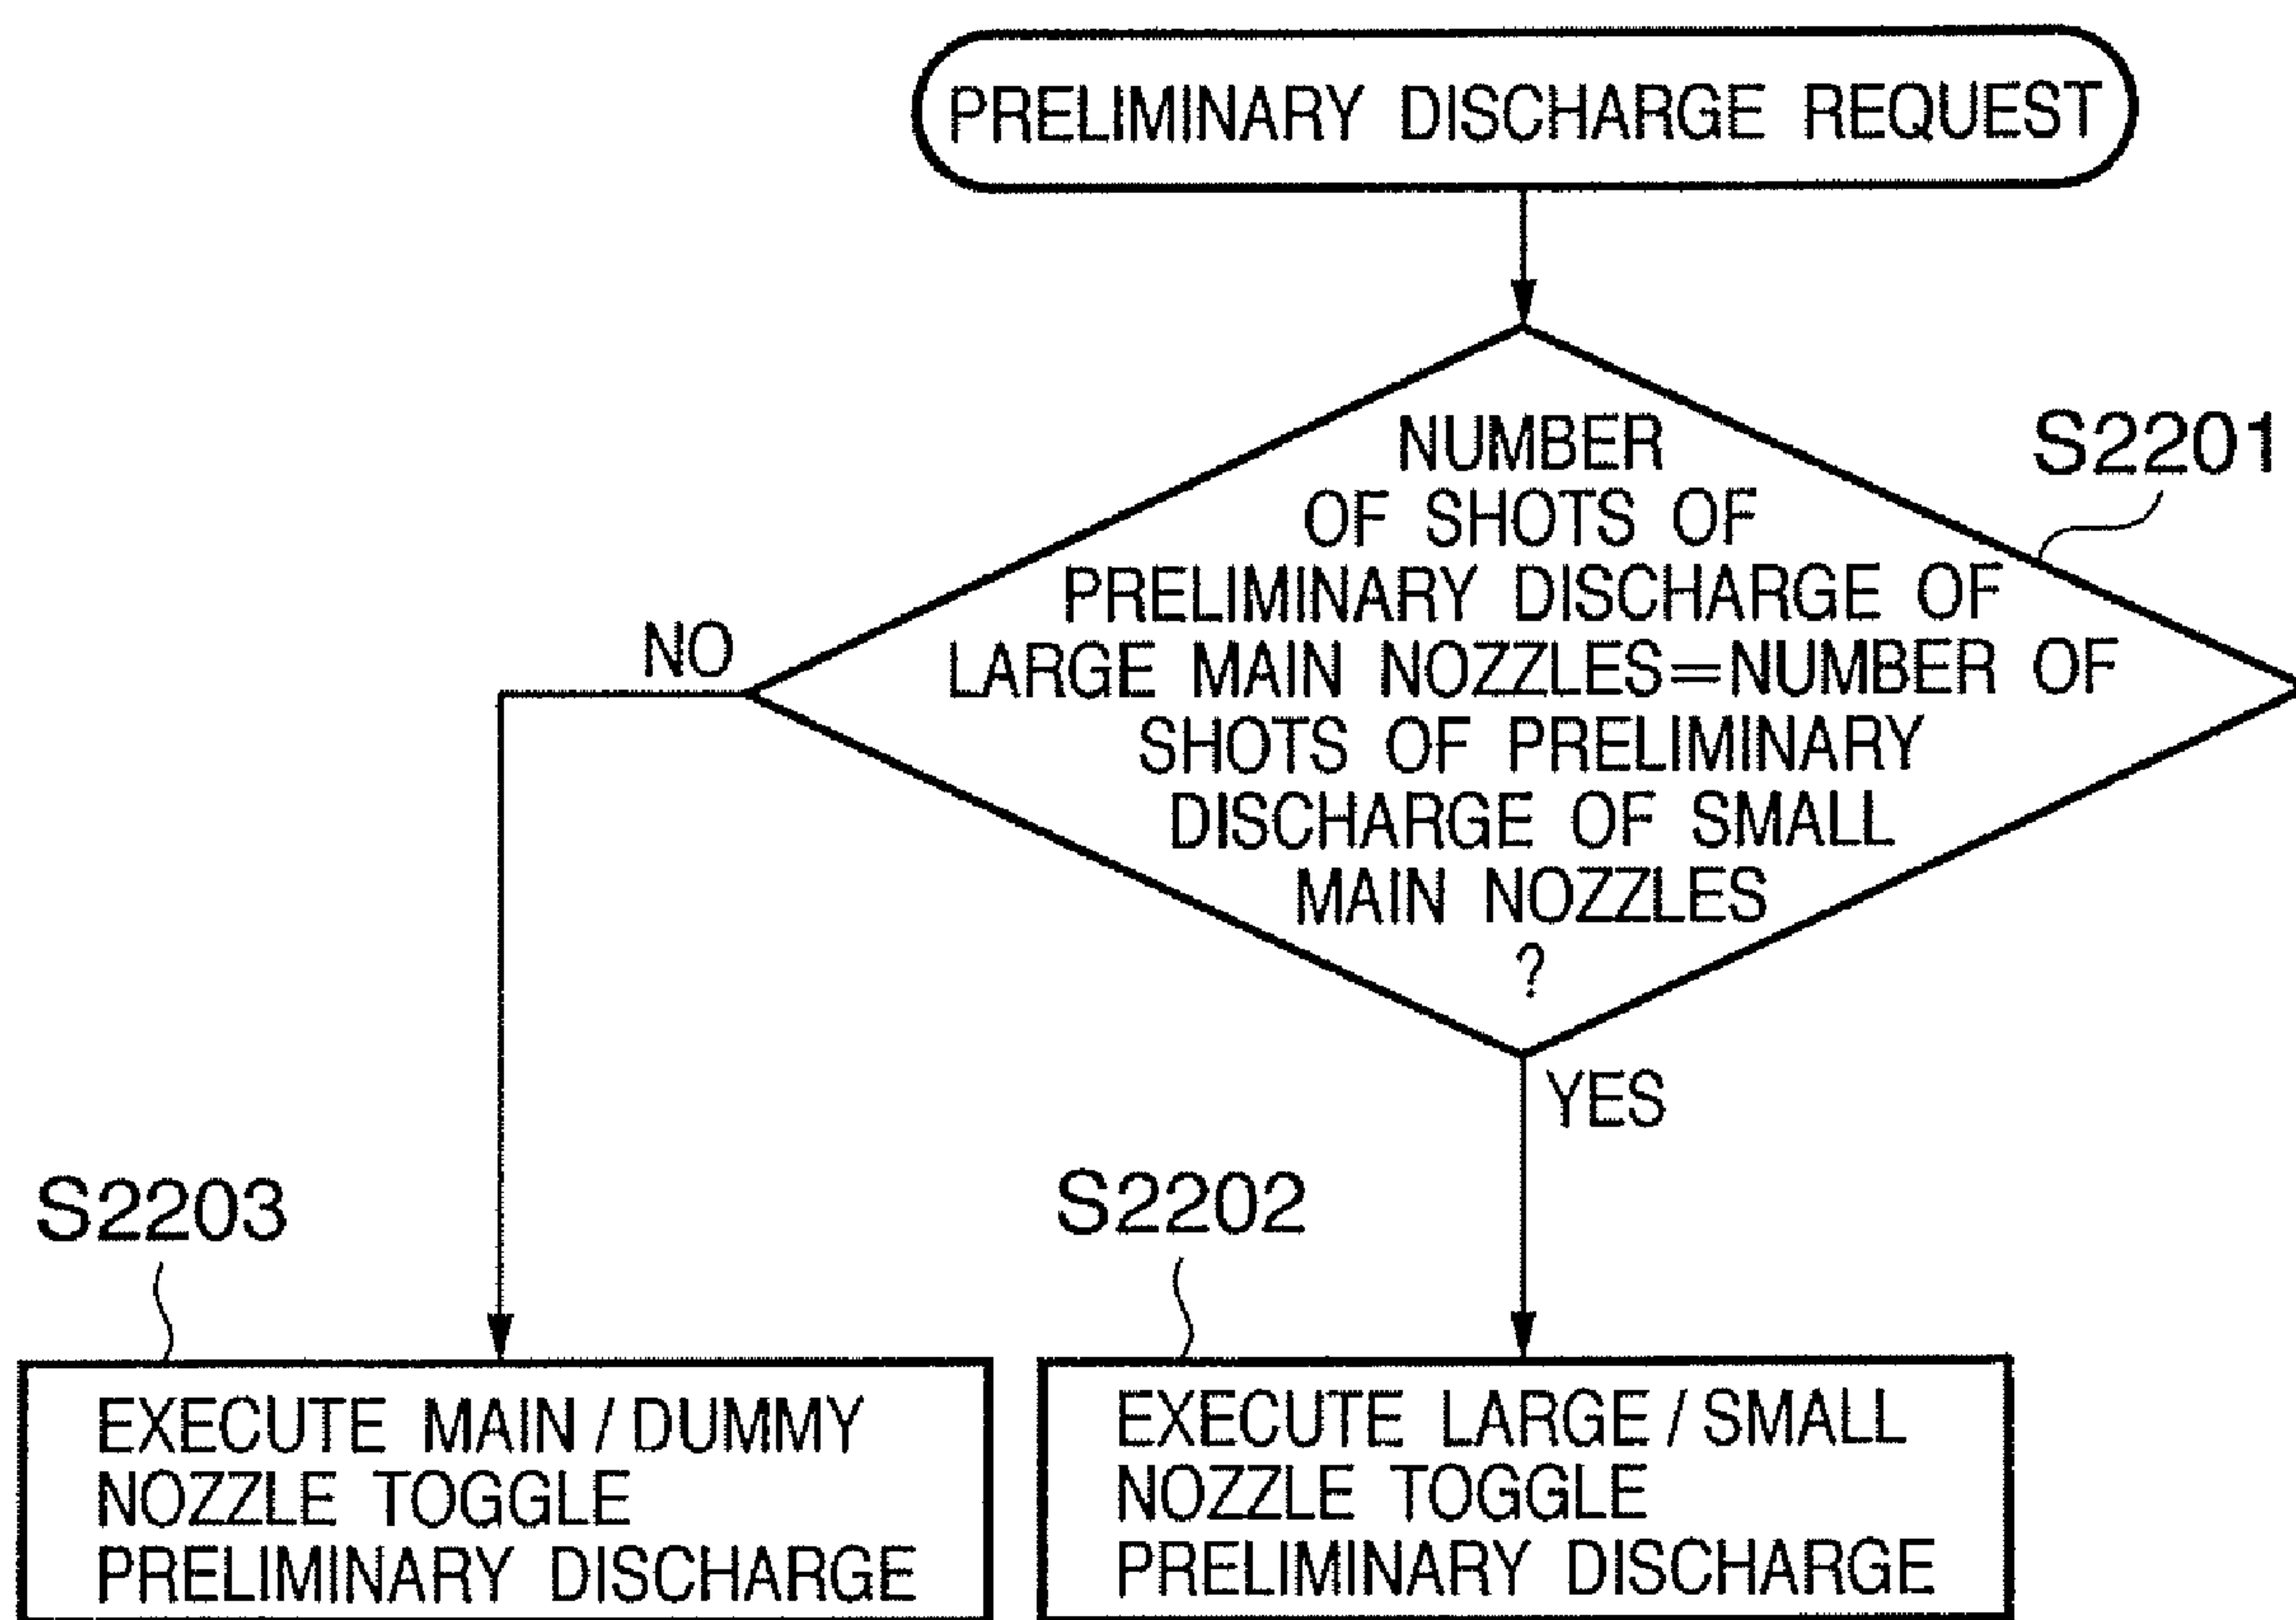 PRELIMINARY DISCHARGE REQUEST
S2201
NUMBER
OF SHOTS OF
PRELIMINARY DISCHARGE OF
LARGE MAIN NOZZLES=NUMBER OF
SHOTS OF PRELIMINARY
DISCHARGE OF SMALL
MAIN NOZZLES
?
NO
YES
S2203
EXECUTE MAIN / DUMMY
NOZZLE TOGGLE
PRELIMINARY DISCHARGE
S2202
EXECUTE LARGE / SMALL
NOZZLE TOGGLE
PRELIMINARY DISCHARGE